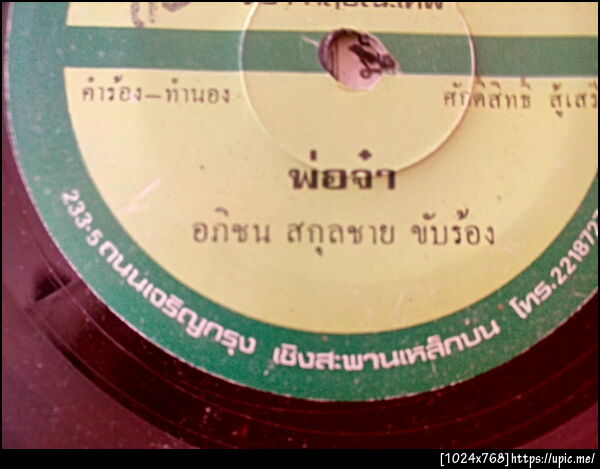 คำร้อง—ทำนอง ศักดิ์สิทธิ์ สู้เสรี
พ่อจ๋า
อภิชน สกุลชาย ขับร้อง
233-5 ถนนเจริญกรุง เชิงสะพานเหล็กบน โทร.221877
[1024x768]https://upic.me/